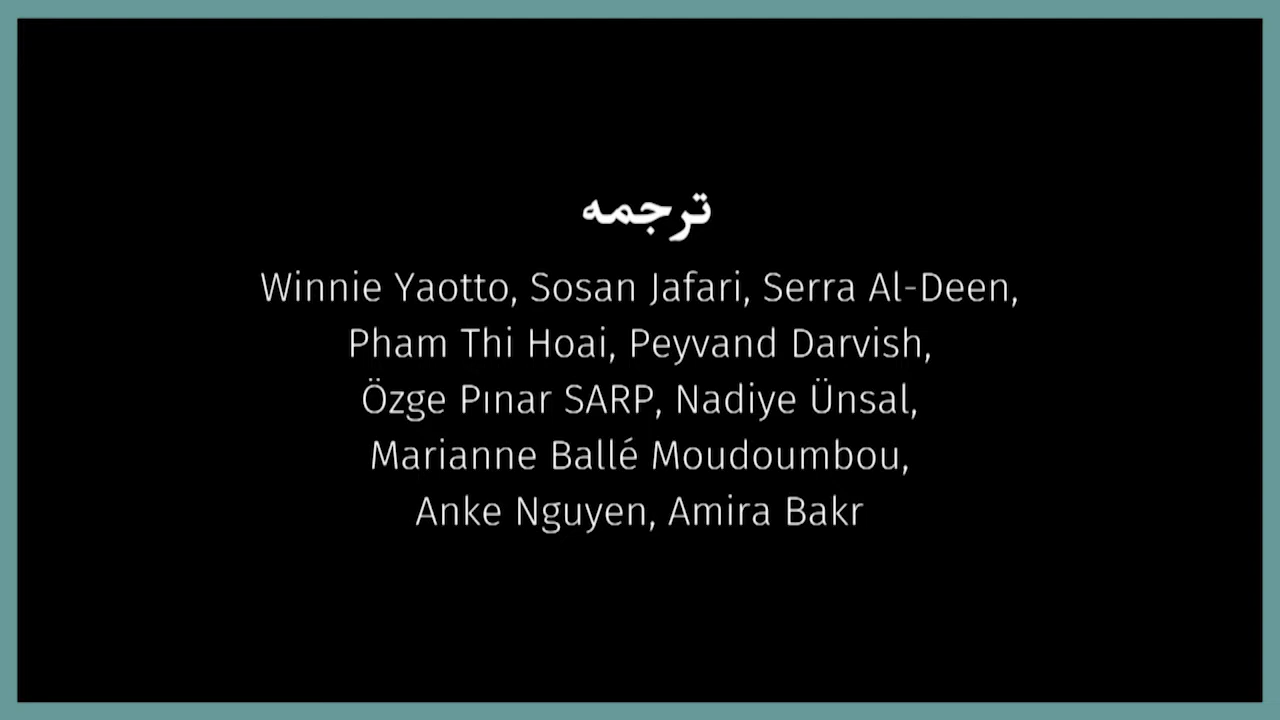 ترجمه
Winnie Yaotto, Sosan Jafari, Serra Al-Deen,
Pham Thi Hoai, Peyvand Darvish,
Özge Pınar SARP, Nadiye Ünsal,
Marianne Ballé Moudoumbou,
Anke Nguyen, Amira Bakr